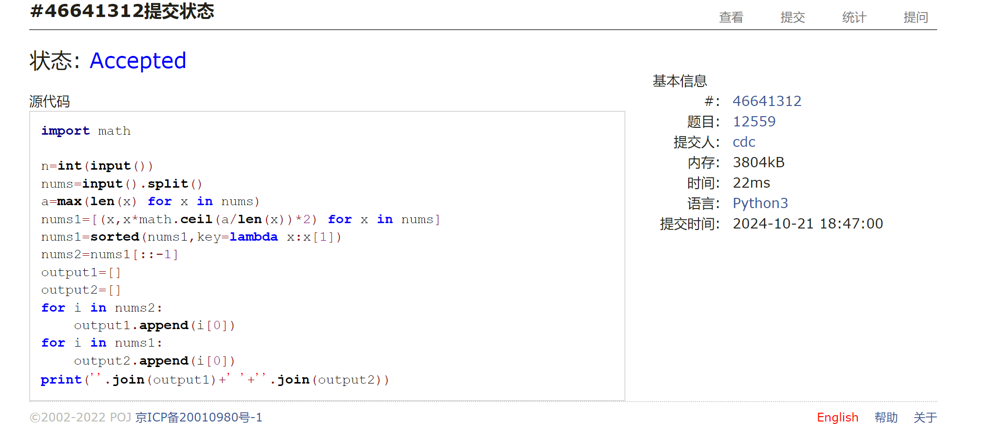 #46641312提交状态
查看 提交 统计 提问
状态: Accepted
源代码
import math

n=int(input())
nums=input().split()
a=max(len(x) for x in nums)
nums1=[(x,x*math.ceil(a/len(x))*2) for x in nums]
nums1=sorted(nums1,key=lambda x:x[1])
nums2=nums1[::-1]
output1=[]
output2=[]
for i in nums2:
    output1.append(i[0])
for i in nums1:
    output2.append(i[0])
print(''.join(output1)+' '+''.join(output2))
基本信息
#: 46641312
题目: 12559
提交人: cdc
内存: 3804kB
时间: 22ms
语言: Python3
提交时间: 2024-10-21 18:47:00
©2002-2022 POJ 京ICP备20010980号-1
English 帮助 关于